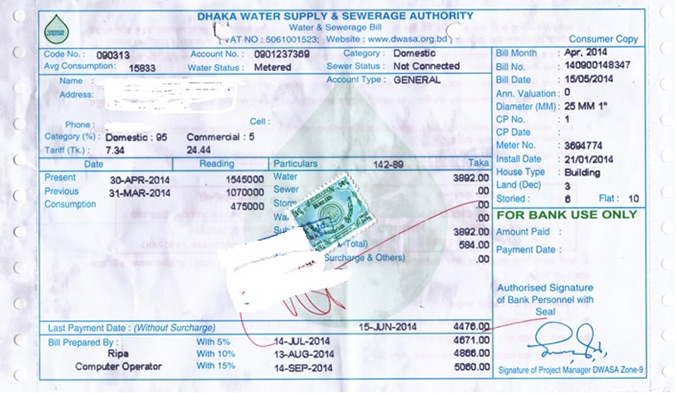 DHAKA WATER SUPPLY & SEWERAGE AUTHORITY
Water & Sewerage Bill
VAT NO : 5061001523; Website : www.dwasa.org.bd
Consumer Copy
Code No. : 090313 Account No. : 0901237369 Category : Domestic
Avg Consumption: 15833 Water Status : Metered Sewer Status : Not Connected
Name : Account Type : GENERAL
Address:
Phone : Cell :
Category (%) : Domestic : 95 Commercial : 5
Tariff (Tk.) : 7.34 24.44
Bill Month : Apr, 2014
Bill No. : 140900148347
Bill Date : 15/05/2014
Ann. Valuation : 0
Diameter (MM) : 25 MM 1"
CP No. : 1
CP Date :
Meter No. : 3694774
Install Date : 21/01/2014
House Type : Building
Land (Dec) : 3
Storied : 6 Flat : 10
Date Reading Particulars 142-89 Taka
Present 30-APR-2014 1545000 Water 3892.00
Previous 31-MAR-2014 1070000 Sewer .00
Consumption 475000 Storm .00
.00
3892.00
-Total) 584.00
Surcharge & Others) .00
Last Payment Date : (Without Surcharge) 15-JUN-2014 4476.00
Bill Prepared By : With 5% 14-JUL-2014 4671.00
Ripa With 10% 13-AUG-2014 4866.00
Computer Operator With 15% 14-SEP-2014 5060.00
FOR BANK USE ONLY
Amount Paid :
Payment Date :
Authorised Signature
of Bank Personnel with
Seal
Signature of Project Manager DWASA Zone-9